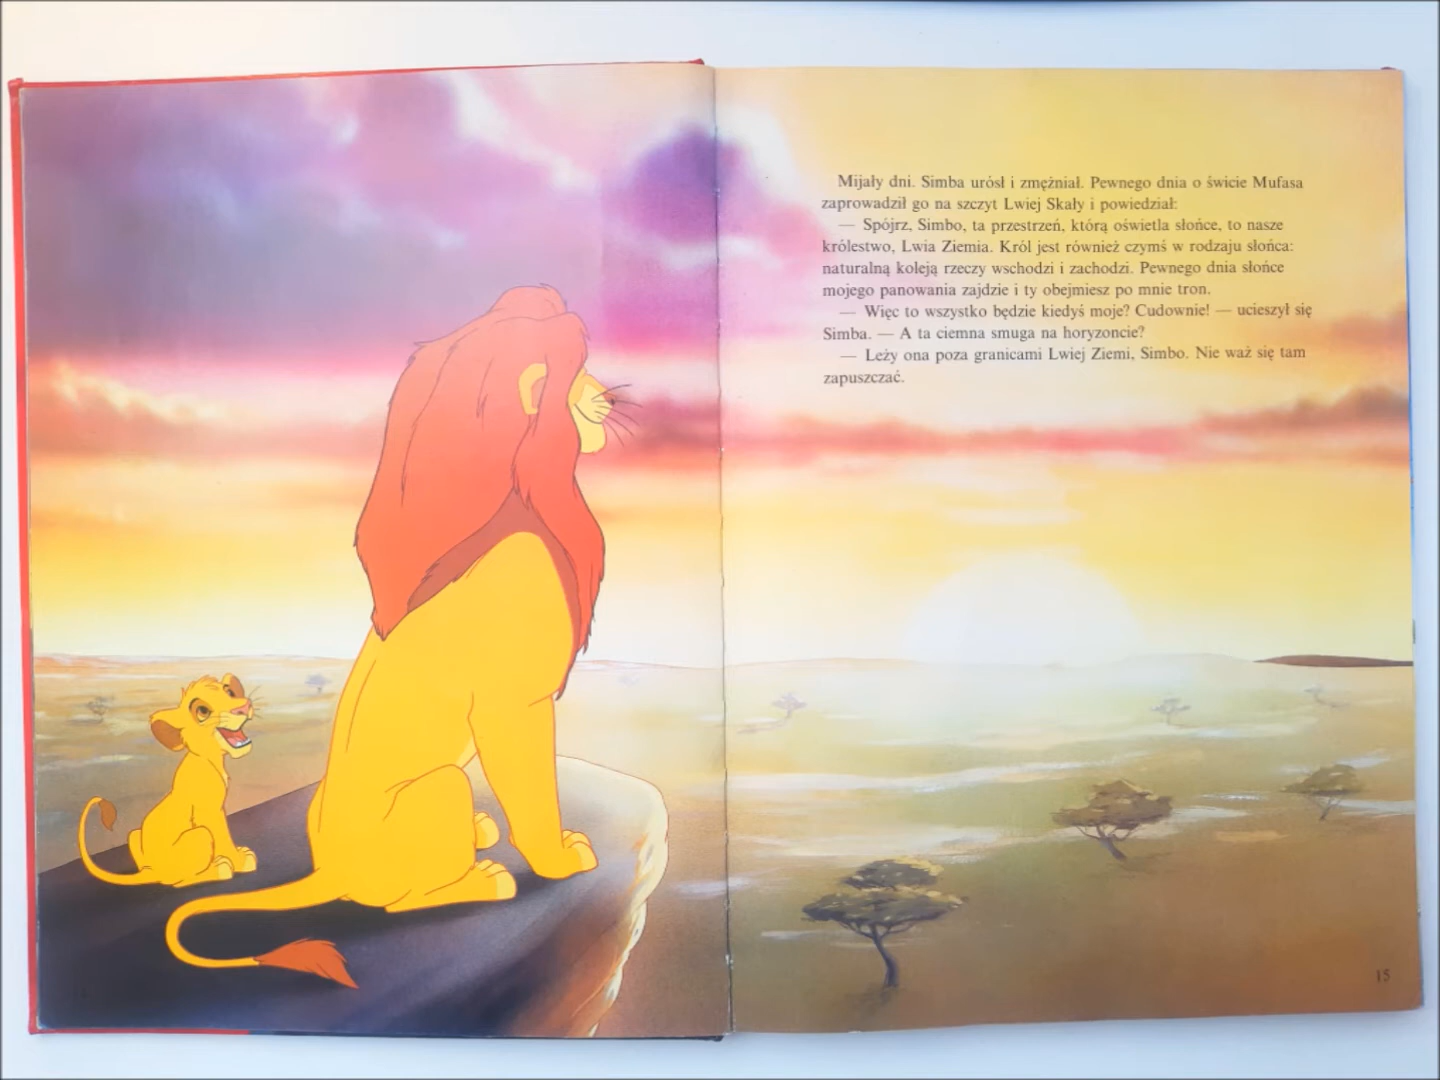 Mijały dni. Simba urósł i zmężniał. Pewnego dnia o świcie Mufasa
zaprowadził go na szczyt Lwiej Skały i powiedział:
— Spójrz, Simbo, ta przestrzeń, którą oświetla słońce, to nasze
królestwo, Lwia Ziemia. Król jest również czymś w rodzaju słońca:
naturalną koleją rzeczy wschodzi i zachodzi. Pewnego dnia słońce
mojego panowania zajdzie i ty obejmiesz po mnie tron.
— Więc to wszystko będzie kiedyś moje? Cudownie! — ucieszył się
Simba. — A ta ciemna smuga na horyzoncie?
— Leży ona poza granicami Lwiej Ziemi, Simbo. Nie waż się tam
zapuszczać.
15